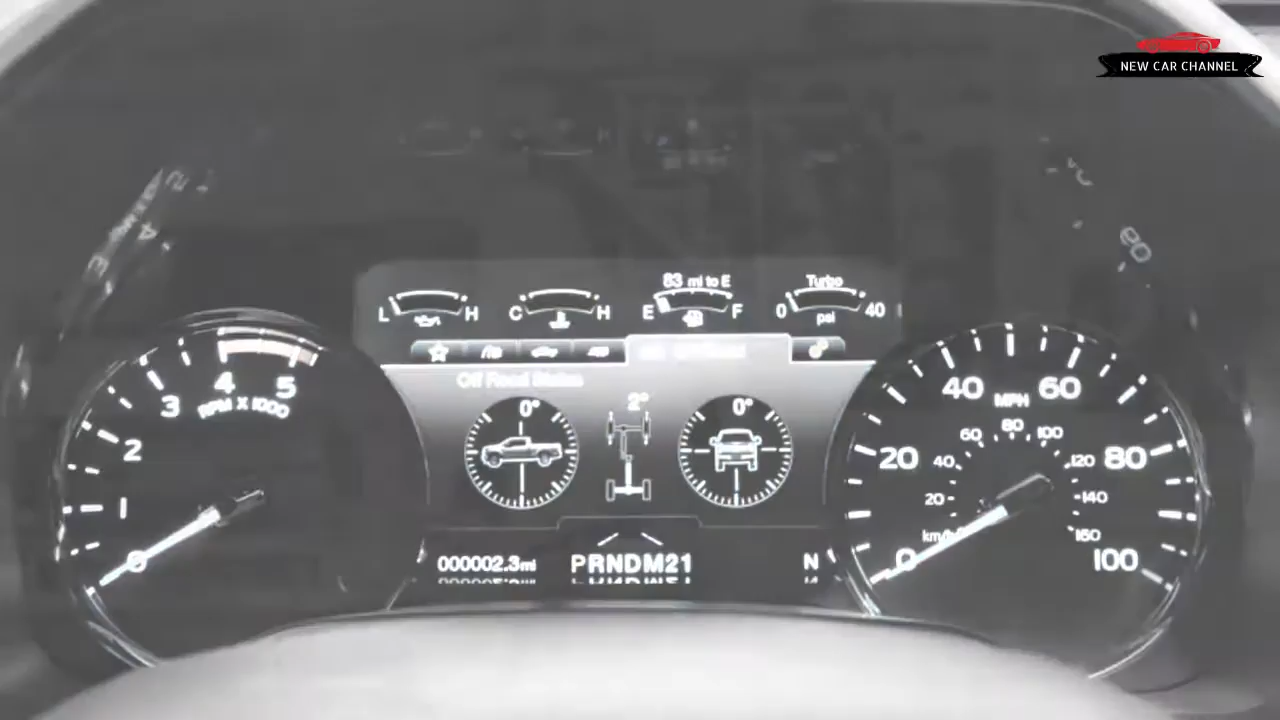 NEW CAR CHANNEL
83 mi to E
Turbo
L H
C H
E F
0 psi 40
Off Road Status
0° 2° 0°
0 1 2 3 4 5
RPM X 1000
0 20 40 60 80 100
MPH
20 40 60 80 100 120 140
km/h
000002.3mi
PRNDM21
N